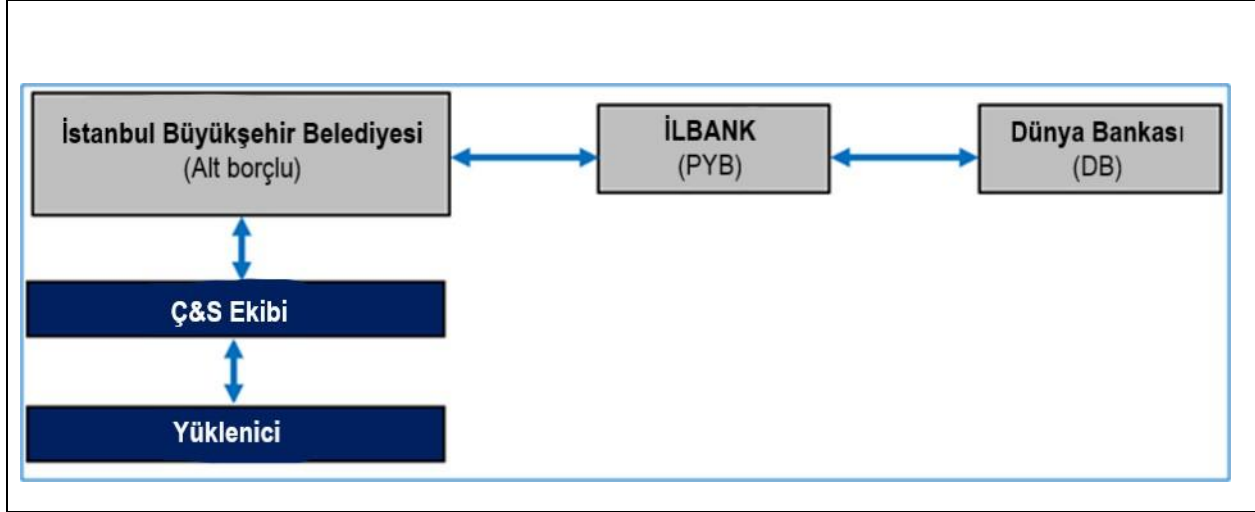 İstanbul Büyükşehir Belediyesi
(Alt borçlu)
İLBANK
(PYB)
Dünya Bankası
(DB)
Ç&S Ekibi
Yüklenici